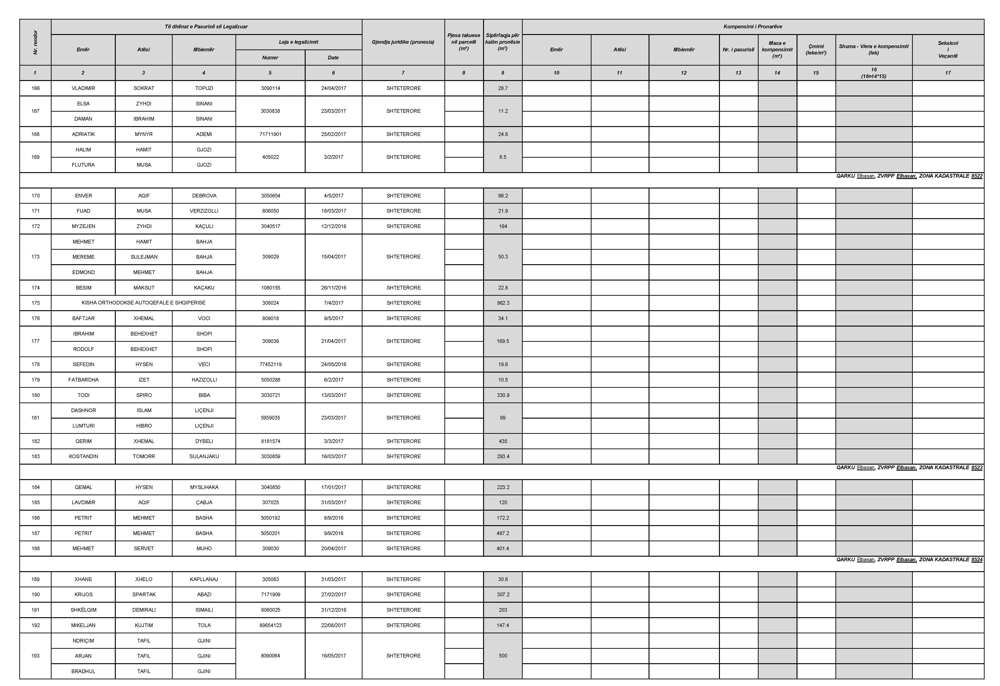 Nr. rendor
Të dhënat e Pasurisë së Legalizuar
Gjendja juridike (pronesia)
Pjesa takuese
në parcelë
(m²)
Sipërfaqja për
kalim pronësie
(m²)
Kompensimi i Pronarëve
Emër
Atësi
Mbiemër
Leja e legalizimit
Numer
Date
Emër
Atësi
Mbiemër
Nr. i pasurisë
Masa e
kompensimit
(m²)
Çmimi
(leke/m²)
Shuma - Vlera e kompensimit
(lek)
Seksioni
i
Veçantë
1 2 3 4 5 6 7 8 9 10 11 12 13 14 15 16 17
(16=14*15)
166 VLADIMIR SOKRAT TOPUZI 3090114 24/04/2017 SHTETERORE 28.7
ELSA ZYHDI SINANI
167 3030838 23/03/2017 SHTETERORE 11.2
DAMAN IBRAHIM SINANI
168 ADRIATIK MYNYR ADEMI 71711901 25/02/2017 SHTETERORE 24.8
HALIM HAMIT GJOZI
169 405022 3/2/2017 SHTETERORE 8.5
FLUTURA MUSA GJOZI
QARKU Elbasan, ZVRPP Elbasan, ZONA KADASTRALE 8522
170 ENVER AQIF DEBROVA 3050654 4/5/2017 SHTETERORE 96.2
171 FUAD MUSA VERZIZOLLI 606050 18/03/2017 SHTETERORE 21.9
172 MYZEJEN ZYHDI KAÇULI 3040517 12/12/2016 SHTETERORE 164
MEHMET HAMIT BAHJA
173 MEREME SULEJMAN BAHJA 309029 15/04/2017 SHTETERORE 50.3
EDMOND MEHMET BAHJA
174 BESIM MAKSUT KAÇAKU 1080155 26/11/2016 SHTETERORE 22.8
175 KISHA ORTHODOKSE AUTOQEFALE E SHQIPERISE 308024 7/4/2017 SHTETERORE 962.3
176 BAFTJAR XHEMAL VOCI 809018 9/5/2017 SHTETERORE 34.1
IBRAHIM BEHEXHET SHOPI
177 309036 21/04/2017 SHTETERORE 169.5
RODOLF BEHEXHET SHOPI
178 SEFEDIN HYSEN VECI 77452119 24/05/2016 SHTETERORE 19.6
179 FATBARDHA IZET HAZIZOLLI 5050288 6/2/2017 SHTETERORE 10.5
180 TODI SPIRO BIBA 3030721 13/03/2017 SHTETERORE 330.9
DASHNOR ISLAM LIÇENJI
181 5959035 23/03/2017 SHTETERORE 99
LUMTURI HIBRO LIÇENJI
182 QERIM XHEMAL DYBELI 8181574 3/3/2017 SHTETERORE 435
183 KOSTANDIN TOMORR SULANJAKU 3030859 16/03/2017 SHTETERORE 293.4
QARKU Elbasan, ZVRPP Elbasan, ZONA KADASTRALE 8523
184 QEMAL HYSEN MYSLIHAKA 3040850 17/01/2017 SHTETERORE 223.2
185 LAVDIMIR AQIF ÇABJA 307025 31/03/2017 SHTETERORE 120
186 PETRIT MEHMET BASHA 5050192 8/9/2016 SHTETERORE 172.2
187 PETRIT MEHMET BASHA 5050201 9/9/2016 SHTETERORE 487.2
188 MEHMET SERVET MUHO 309030 20/04/2017 SHTETERORE 401.4
QARKU Elbasan, ZVRPP Elbasan, ZONA KADASTRALE 8524
189 XHANE XHELO KAPLLANAJ 305083 31/03/2017 SHTETERORE 30.6
190 KRIJOS SPARTAK ABAZI 7171909 27/02/2017 SHTETERORE 307.2
191 SHKËLQIM DEMIRALI ISMAILI 6060025 31/12/2016 SHTETERORE 203
192 MIKELJAN KUJTIM TOLA 89654123 22/08/2017 SHTETERORE 147.4
NDRIÇIM TAFIL GJINI
193 ARJAN TAFIL GJINI 8090064 16/05/2017 SHTETERORE 500
BRADHUL TAFIL GJINI